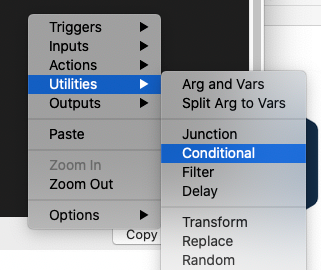 Triggers
Inputs
Actions
Utilities
Outputs
Paste
Zoom In
Zoom Out
Options
Arg and Vars
Split Arg to Vars
Junction
Conditional
Filter
Delay
Transform
Replace
Random
Copy